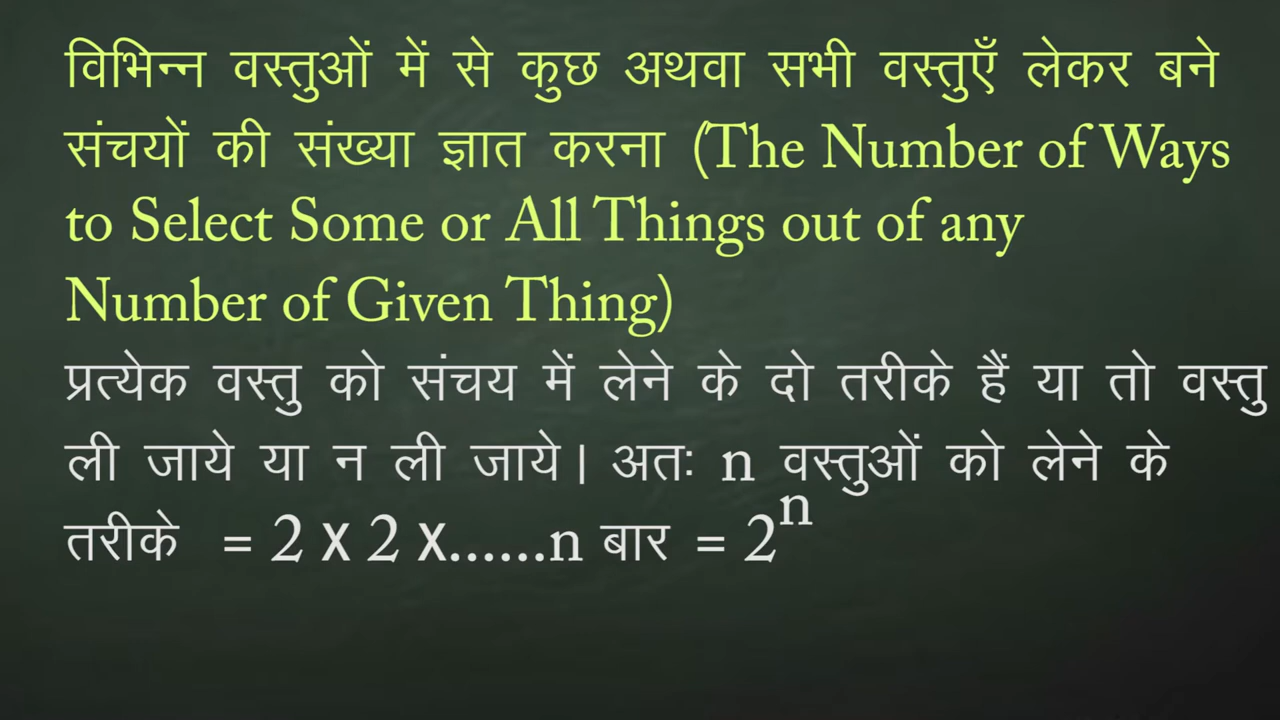 विभिन्न वस्तुओं में से कुछ अथवा सभी वस्तुएँ लेकर बने
संचयों की संख्या ज्ञात करना (The Number of Ways
to Select Some or All Things out of any
Number of Given Thing)
प्रत्येक वस्तु को संचय में लेने के दो तरीके हैं या तो वस्तु
ली जाये या न ली जाये। अतः n वस्तुओं को लेने के
तरीके = 2 x 2 x......n बार = 2ⁿ